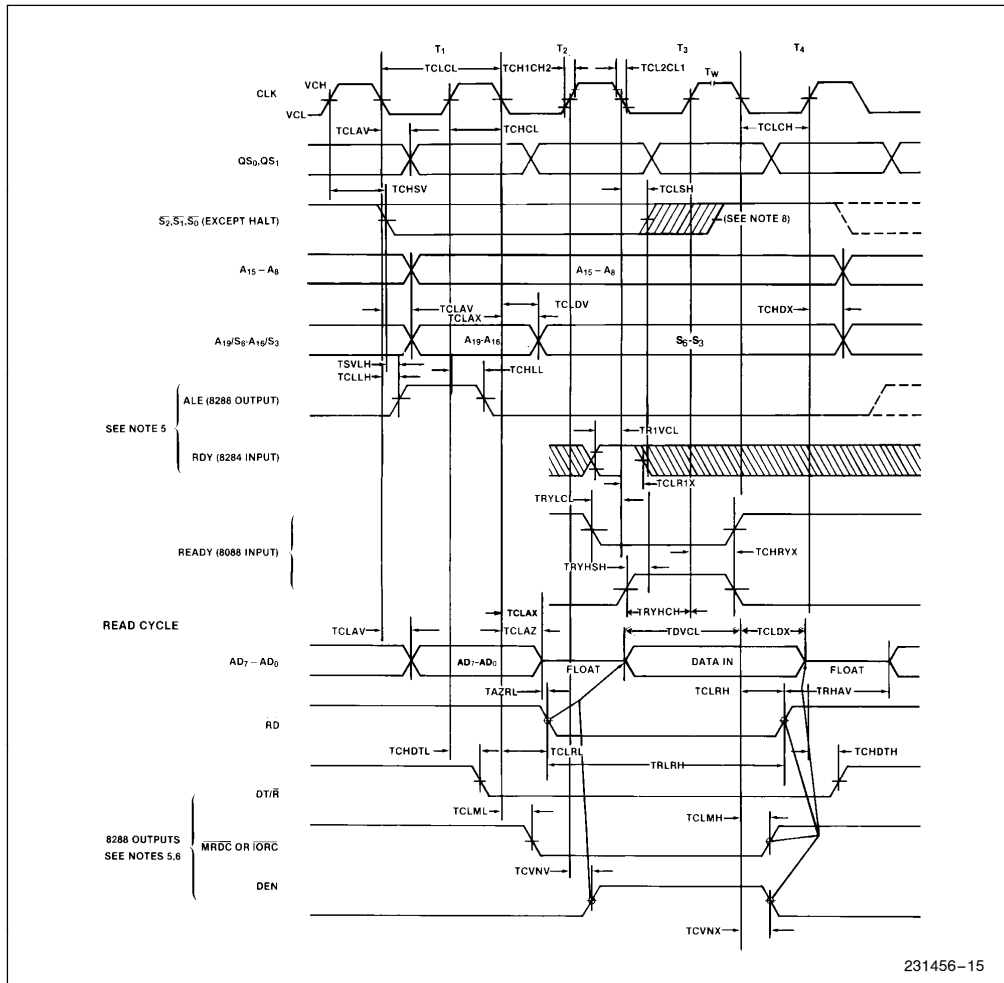 T1 T2 T3 T4
TCLCL TCH1CH2 TCL2CL1
VCH TW
CLK
VCL
TCLAV TCHCL TCLCH
QS0,QS1
TCHSV TCLSH
S̅2̅,S̅1̅,S̅0̅ (EXCEPT HALT) (SEE NOTE 8)
A15–A8 A15–A8
TCLAV TCLDV TCHDX
TCLAX
A19/S6-A16/S3 A19-A16 S6-S3
TSVLH TCHLL
TCLLH
ALE (8288 OUTPUT)
SEE NOTE 5 TR1VCL
RDY (8284 INPUT)
TCLR1X
TRYLCL
READY (8088 INPUT) TCHRYX
TRYHSH
TCLAX TRYHCH
READ CYCLE
TCLAV TCLAZ TDVCL TCLDX
AD7–AD0 AD7-AD0 FLOAT DATA IN FLOAT
TAZRL TCLRH TRHAV
RD
TCHDTL TCLRL TRLRH TCHDTH
DT/R̅
TCLML TCLMH
8288 OUTPUTS
SEE NOTES 5,6
M̅R̅D̅C̅ OR I̅O̅R̅C̅
TCVNV
DEN
TCVNX
231456–15